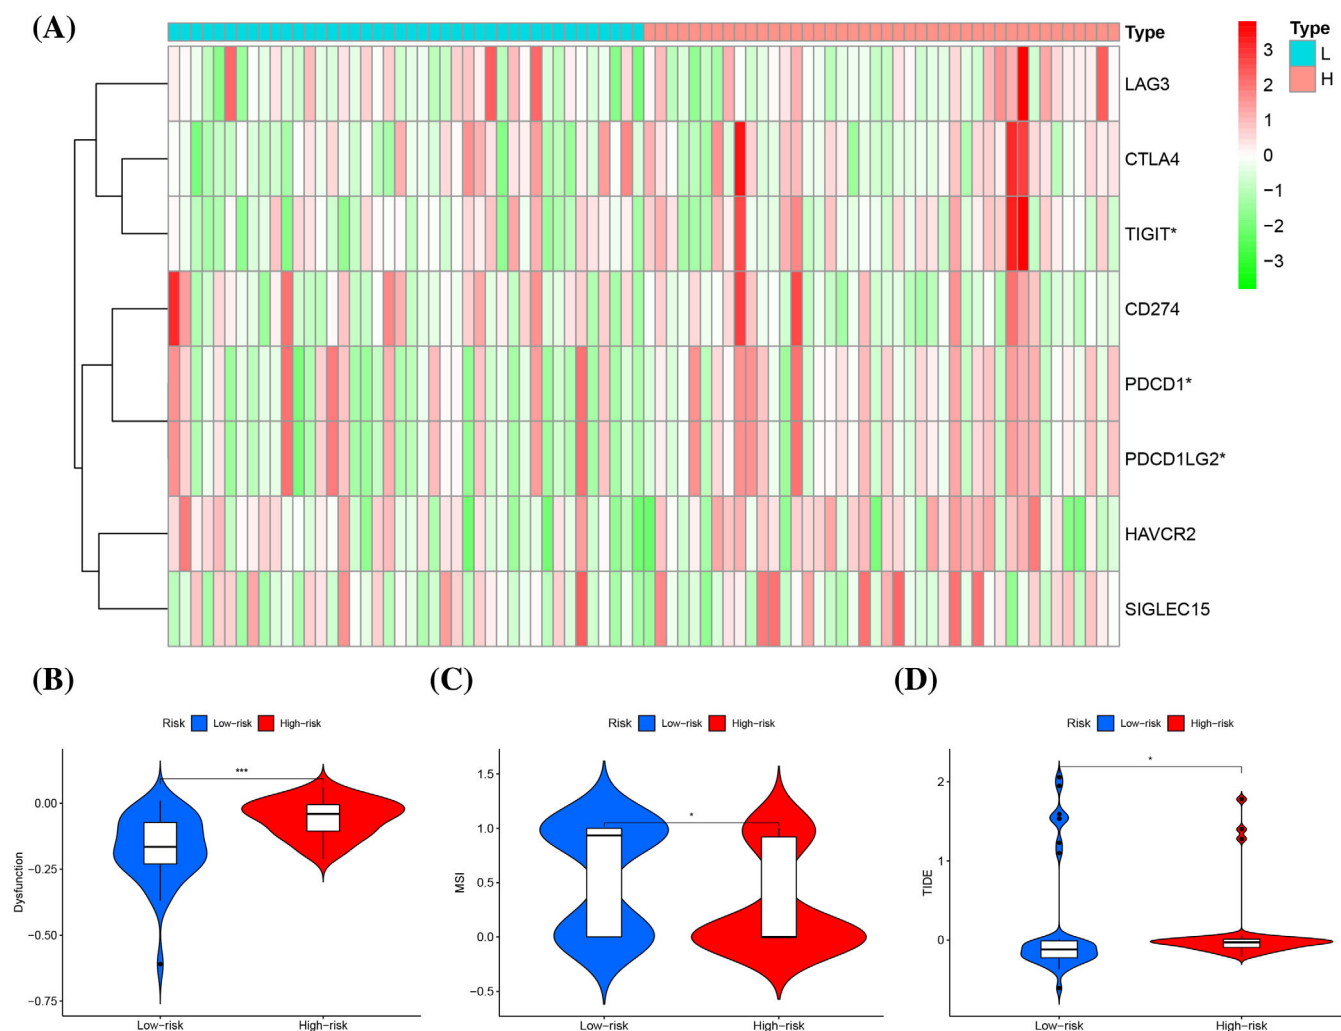 (A)
Type
Type
L
H
3
2
1
0
−1
−2
−3
LAG3
CTLA4
TIGIT*
CD274
PDCD1*
PDCD1LG2*
HAVCR2
SIGLEC15
(B)
Risk Low−risk High−risk
***
0.00
−0.25
−0.50
−0.75
Dysfunction
Low−risk High−risk
(C)
Risk Low−risk High−risk
*
1.5
1.0
0.5
0.0
−0.5
MSI
Low−risk High−risk
(D)
Risk Low−risk High−risk
*
2
1
0
TIDE
Low−risk High−risk